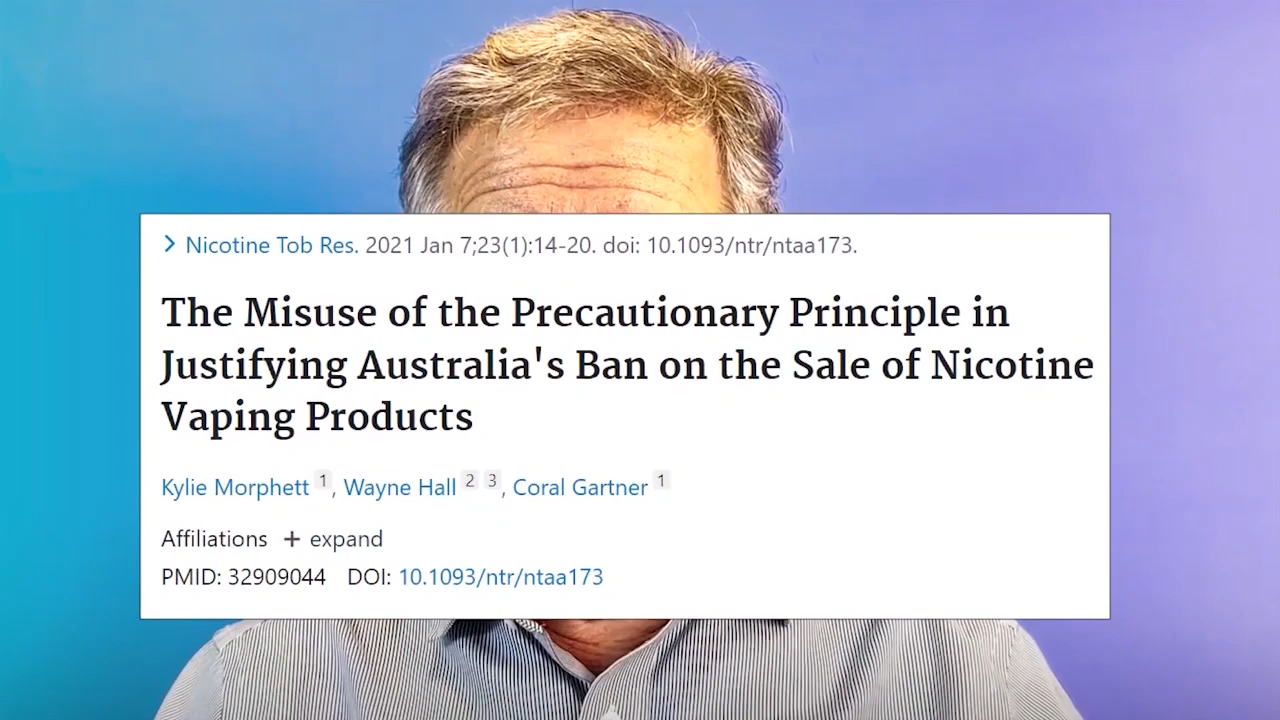 > Nicotine Tob Res. 2021 Jan 7;23(1):14-20. doi: 10.1093/ntr/ntaa173.
The Misuse of the Precautionary Principle in
Justifying Australia's Ban on the Sale of Nicotine
Vaping Products
Kylie Morphett 1, Wayne Hall 2 3, Coral Gartner 1
Affiliations + expand
PMID: 32909044 DOI: 10.1093/ntr/ntaa173